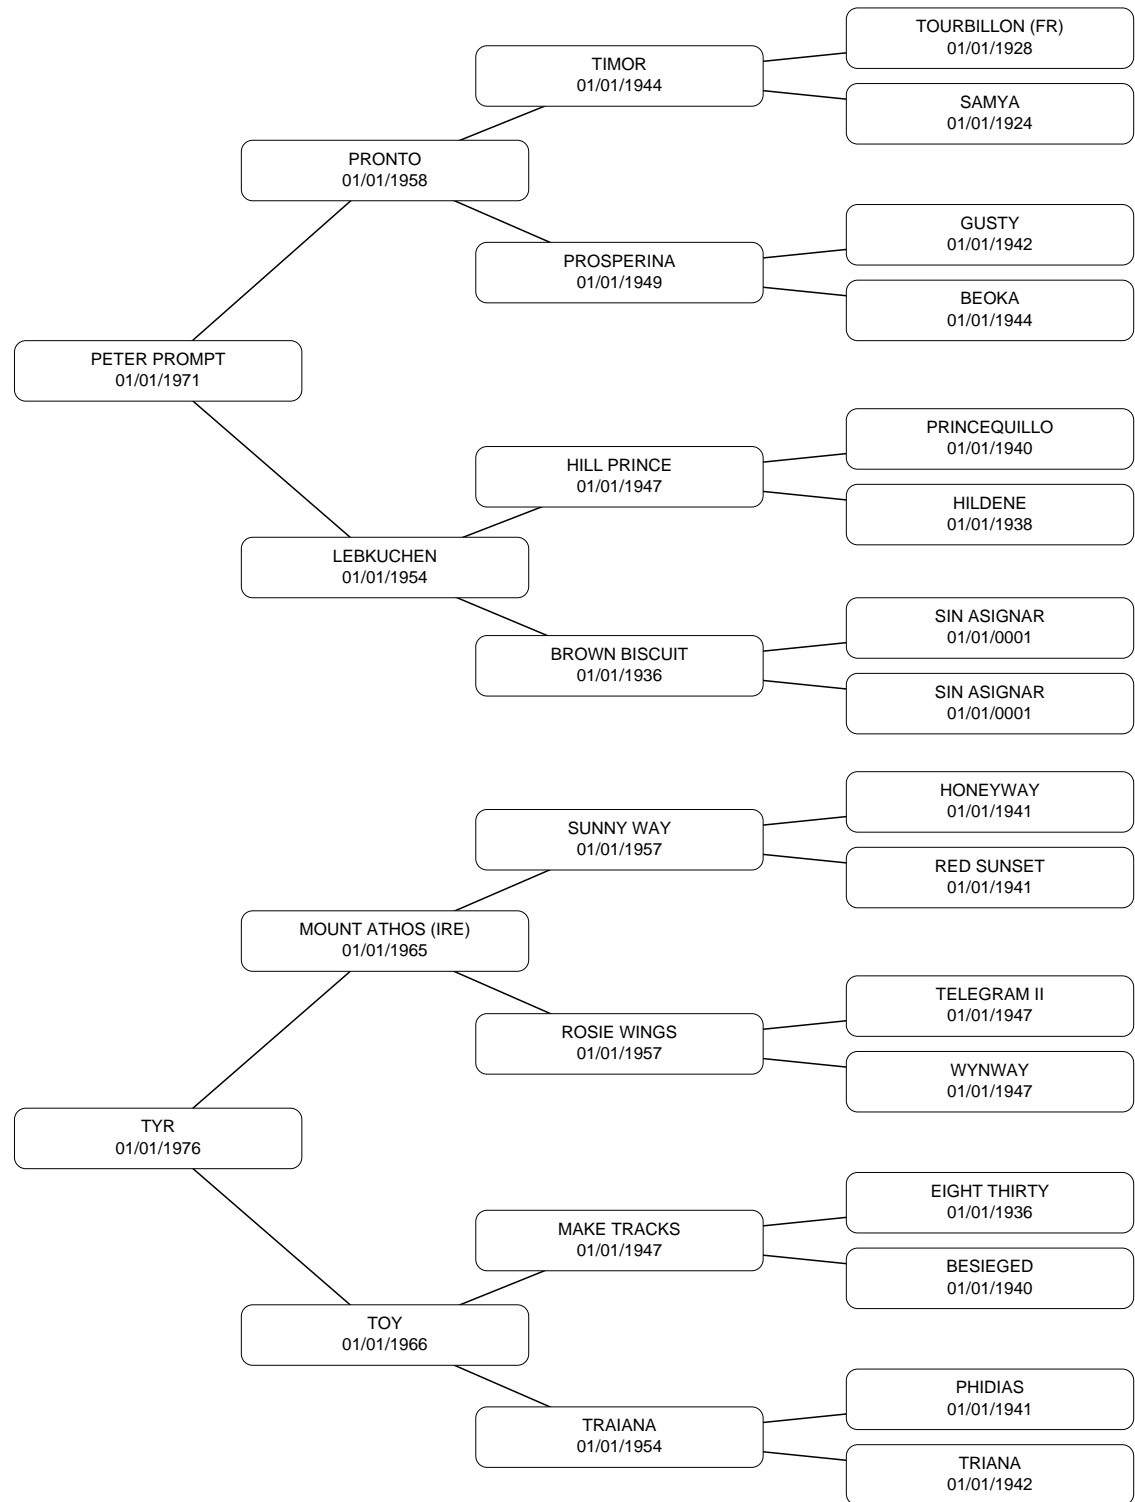 TOURBILLON (FR)
01/01/1928
TIMOR
01/01/1944
SAMYA
01/01/1924
PRONTO
01/01/1958
GUSTY
01/01/1942
PROSPERINA
01/01/1949
BEOKA
01/01/1944
PETER PROMPT
01/01/1971
PRINCEQUILLO
01/01/1940
HILL PRINCE
01/01/1947
HILDENE
01/01/1938
LEBKUCHEN
01/01/1954
SIN ASIGNAR
01/01/0001
BROWN BISCUIT
01/01/1936
SIN ASIGNAR
01/01/0001
HONEYWAY
01/01/1941
SUNNY WAY
01/01/1957
RED SUNSET
01/01/1941
MOUNT ATHOS (IRE)
01/01/1965
TELEGRAM II
01/01/1947
ROSIE WINGS
01/01/1957
WYNWAY
01/01/1947
TYR
01/01/1976
EIGHT THIRTY
01/01/1936
MAKE TRACKS
01/01/1947
BESIEGED
01/01/1940
TOY
01/01/1966
PHIDIAS
01/01/1941
TRAIANA
01/01/1954
TRIANA
01/01/1942